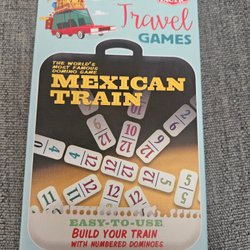 Travel
GAMES
THE WORLD'S
MOST FAMOUS
DOMINO GAME
MEXICAN
TRAIN
EASY-TO-USE
BUILD YOUR TRAIN
WITH NUMBERED DOMINOES